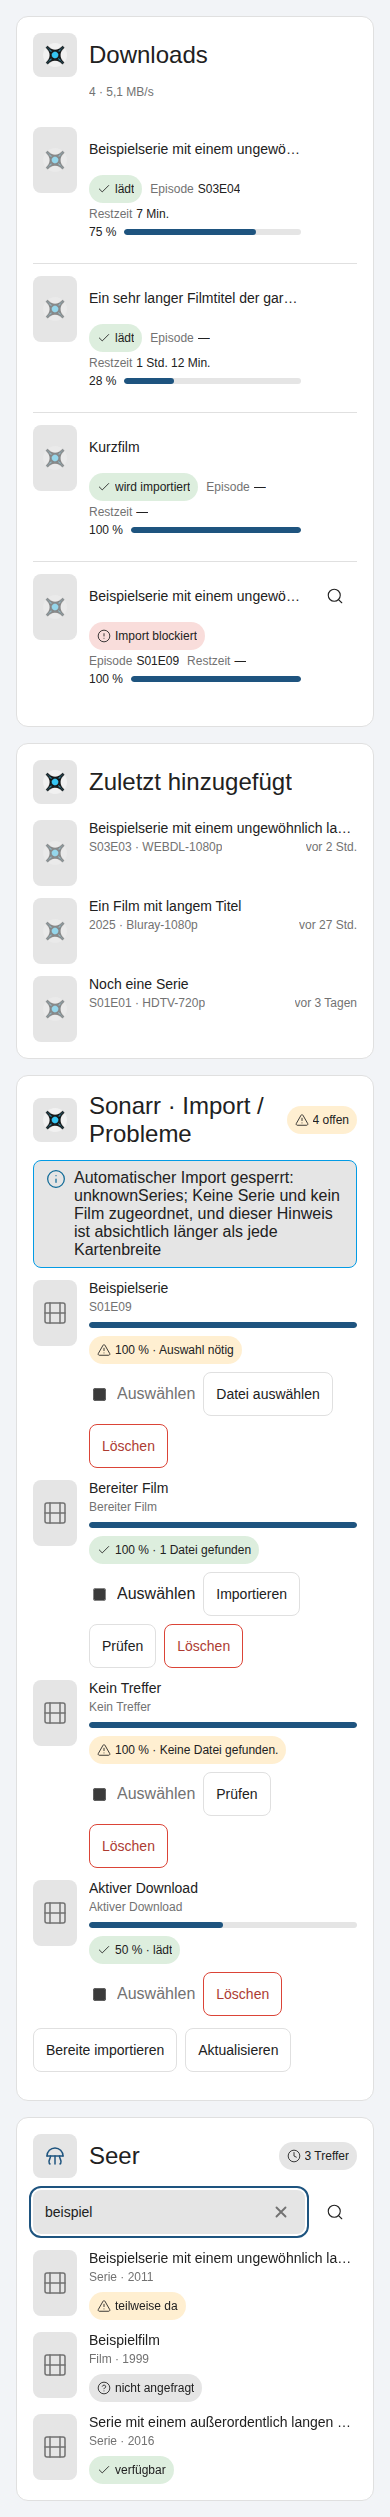 Downloads
4 · 5,1 MB/s
Beispielserie mit einem ungewö…
lädt Episode S03E04
Restzeit 7 Min.
75 %
Ein sehr langer Filmtitel der gar…
lädt Episode —
Restzeit 1 Std. 12 Min.
28 %
Kurzfilm
wird importiert Episode —
Restzeit —
100 %
Beispielserie mit einem ungewö…
Import blockiert
Episode S01E09 Restzeit —
100 %
Zuletzt hinzugefügt
Beispielserie mit einem ungewöhnlich la…
S03E03 · WEBDL-1080p vor 2 Std.
Ein Film mit langem Titel
2025 · Bluray-1080p vor 27 Std.
Noch eine Serie
S01E01 · HDTV-720p vor 3 Tagen
Sonarr · Import /
Probleme
4 offen
Automatischer Import gesperrt:
unknownSeries; Keine Serie und kein
Film zugeordnet, und dieser Hinweis
ist absichtlich länger als jede
Kartenbreite
Beispielserie
S01E09
100 % · Auswahl nötig
Auswählen Datei auswählen
Löschen
Bereiter Film
Bereiter Film
100 % · 1 Datei gefunden
Auswählen Importieren
Prüfen Löschen
Kein Treffer
Kein Treffer
100 % · Keine Datei gefunden.
Auswählen Prüfen
Löschen
Aktiver Download
Aktiver Download
50 % · lädt
Auswählen Löschen
Bereite importieren Aktualisieren
Seer 3 Treffer
beispiel
Beispielserie mit einem ungewöhnlich la…
Serie · 2011
teilweise da
Beispielfilm
Film · 1999
nicht angefragt
Serie mit einem außerordentlich langen …
Serie · 2016
verfügbar